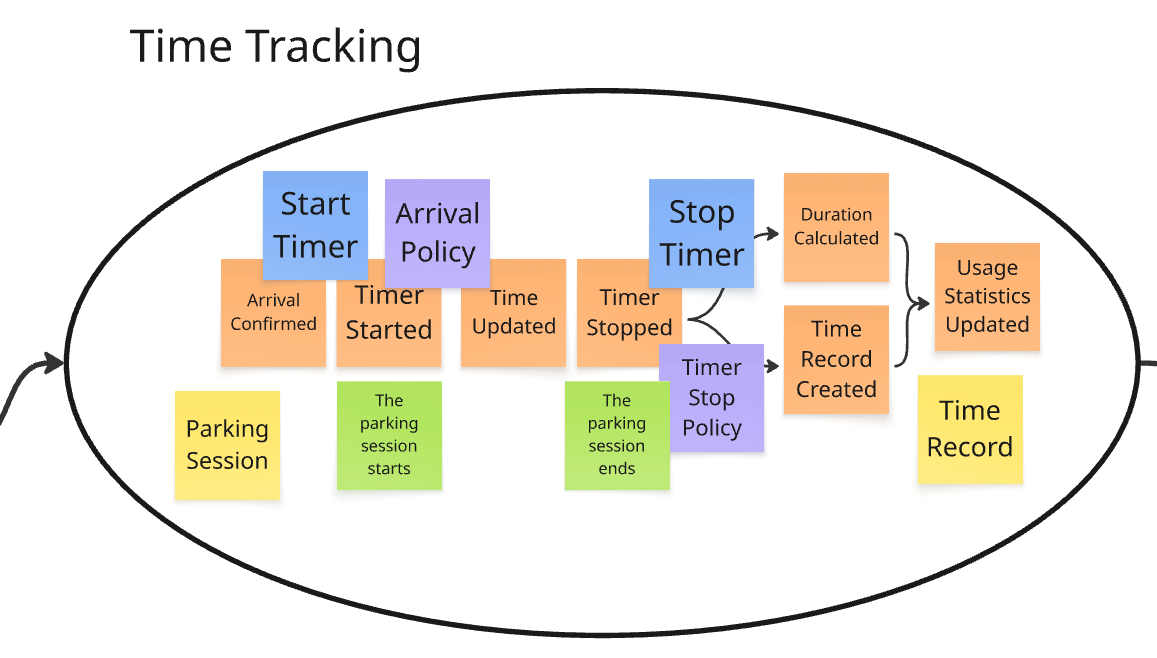 Time Tracking
Start
Timer
Arrival
Policy
Stop
Timer
Duration
Calculated
Arrival
Confirmed
Timer
Started
Time
Updated
Timer
Stopped
Usage
Statistics
Updated
Time
Record
Created
Timer
Stop
Policy
Parking
Session
The
parking
session
starts
The
parking
session
ends
Time
Record